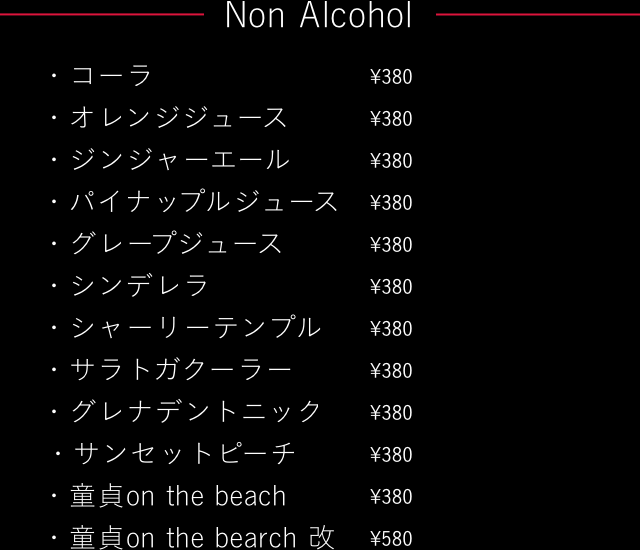 Non Alcohol
・コーラ ¥380
・オレンジジュース ¥380
・ジンジャーエール ¥380
・パイナップルジュース ¥380
・グレープジュース ¥380
・シンデレラ ¥380
・シャーリーテンプル ¥380
・サラトガクーラー ¥380
・グレナデントニック ¥380
・サンセットピーチ ¥380
・童貞on the beach ¥380
・童貞on the bearch 改 ¥580